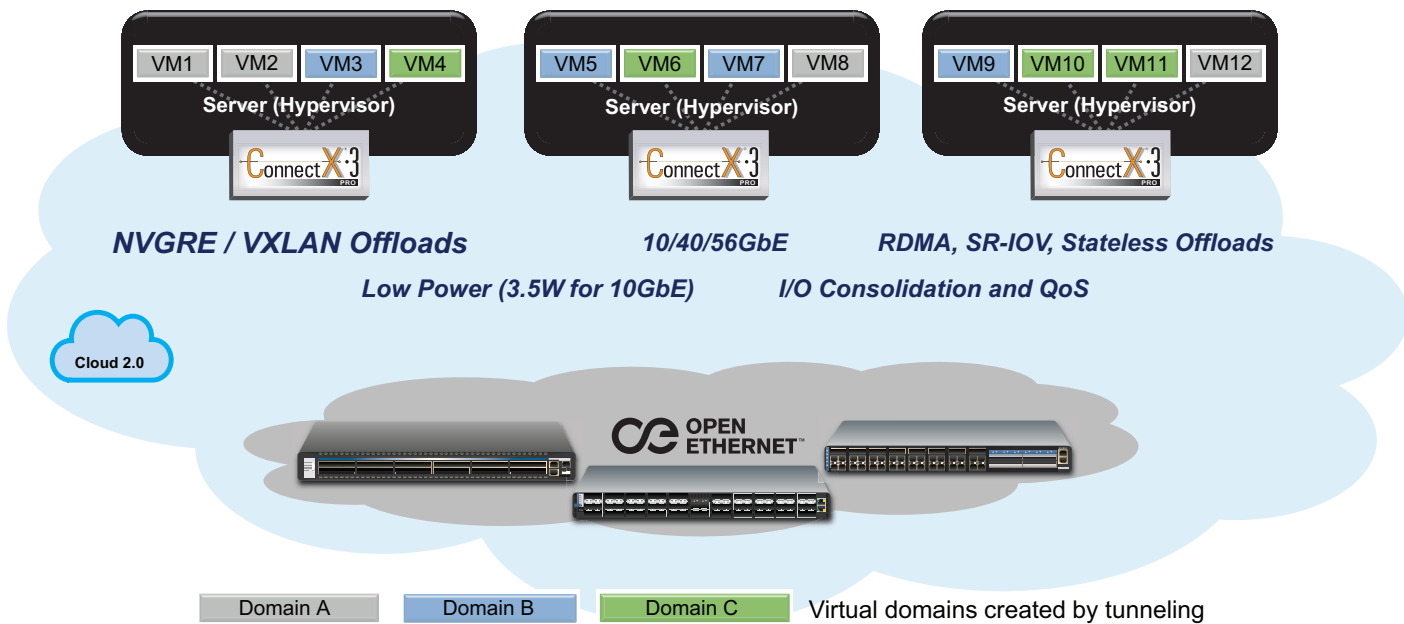 VM1 VM2 VM3 VM4
Server (Hypervisor)
ConnectX·3
PRO
VM5 VM6 VM7 VM8
Server (Hypervisor)
ConnectX·3
PRO
VM9 VM10 VM11 VM12
Server (Hypervisor)
ConnectX·3
PRO
NVGRE / VXLAN Offloads
10/40/56GbE
RDMA, SR-IOV, Stateless Offloads
Low Power (3.5W for 10GbE)
I/O Consolidation and QoS
Cloud 2.0
OPEN
ETHERNET™
Domain A
Domain B
Domain C
Virtual domains created by tunneling